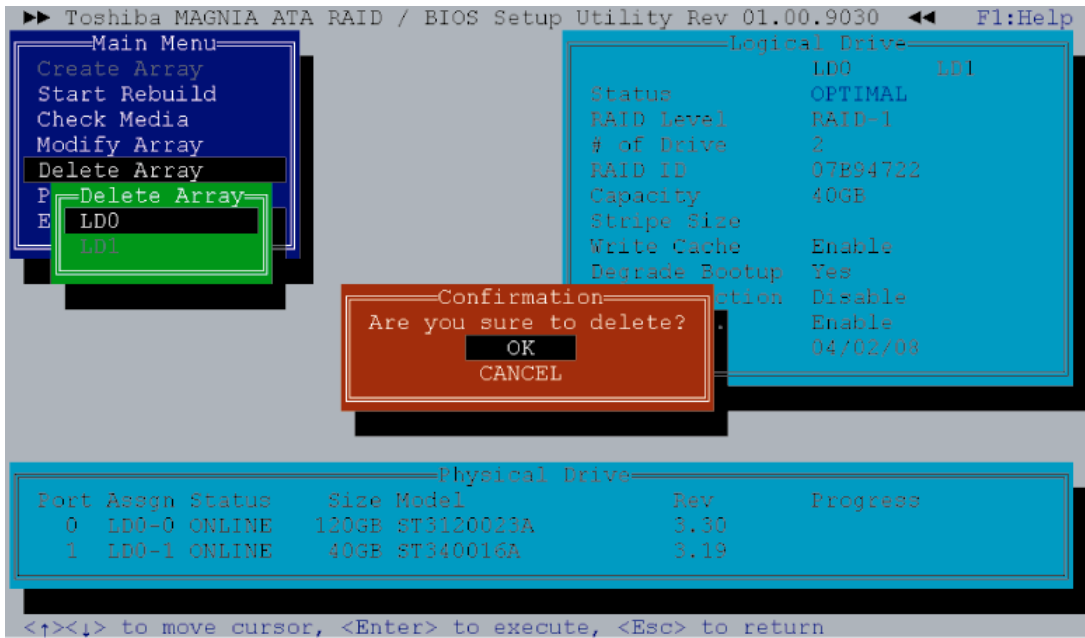 ▶▶ Toshiba MAGNIA ATA RAID / BIOS Setup Utility Rev 01.00.9030 ◀◀ F1:Help
Main Menu
Create Array
Start Rebuild
Check Media
Modify Array
Delete Array
P
E
Delete Array
LD0
LD1
Logical Drive
LD0 LD1
Status OPTIMAL
RAID Level RAID-1
# of Drive 2
RAID ID 07B94722
Capacity 40GB
Stripe Size
Write Cache Enable
Degrade Bootup Yes
ction Disable
. Enable
04/02/08
Confirmation
Are you sure to delete?
OK
CANCEL
Physical Drive
Port Assgn Status Size Model Rev Progress
0 LD0-0 ONLINE 120GB ST3120023A 3.30
1 LD0-1 ONLINE 40GB ST340016A 3.19
<↑><↓> to move cursor, <Enter> to execute, <Esc> to return